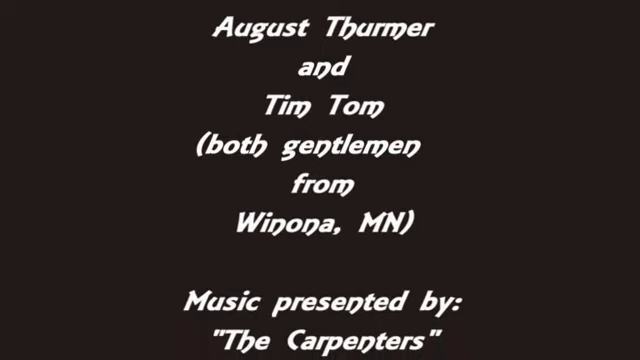 August Thurmer
and
Tim Tom
(both gentlemen
from
Winona, MN)
Music presented by:
"The Carpenters"